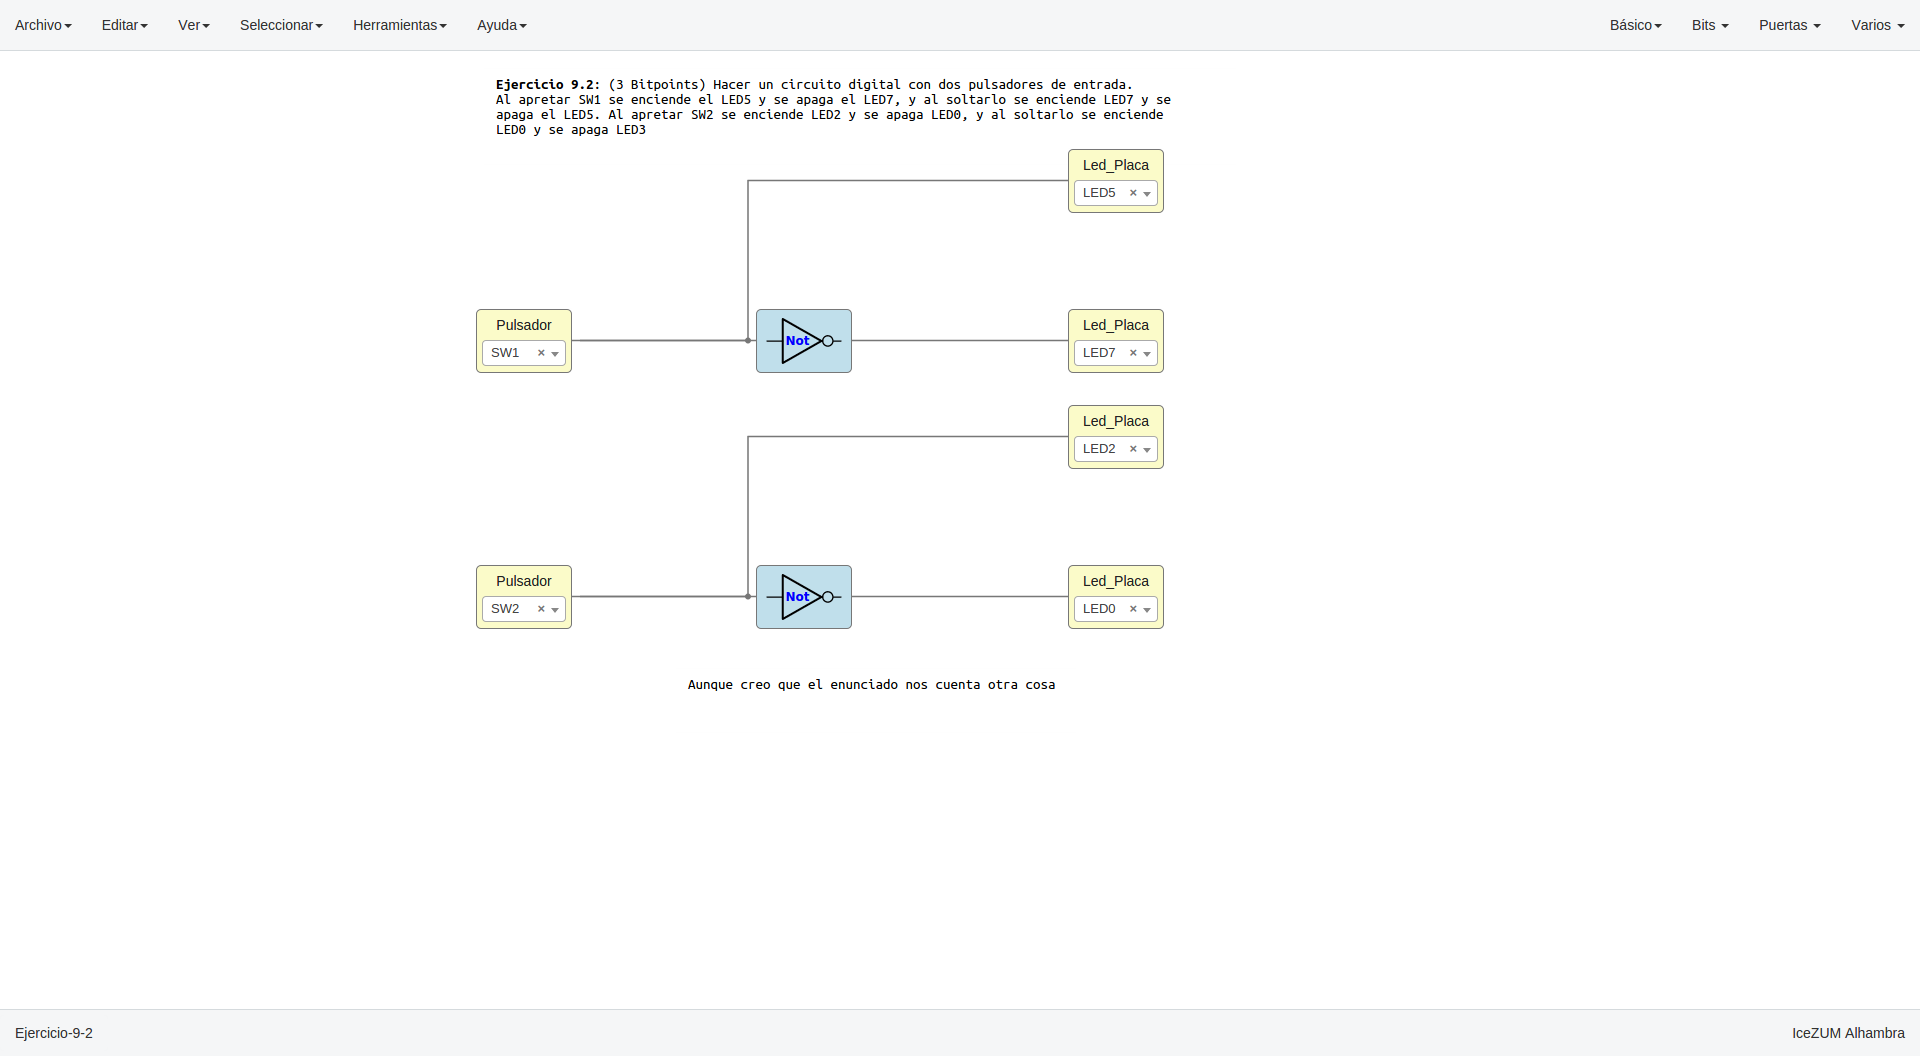 Archivo Editar Ver Seleccionar Herramientas Ayuda Básico Bits Puertas Varios
Ejercicio 9.2: (3 Bitpoints) Hacer un circuito digital con dos pulsadores de entrada.
Al apretar SW1 se enciende el LED5 y se apaga el LED7, y al soltarlo se enciende LED7 y se
apaga el LED5. Al apretar SW2 se enciende LED2 y se apaga LED0, y al soltarlo se enciende
LED0 y se apaga LED3
Led_Placa
LED5 ×
Pulsador
SW1 ×
Not
Led_Placa
LED7 ×
Led_Placa
LED2 ×
Pulsador
SW2 ×
Not
Led_Placa
LED0 ×
Aunque creo que el enunciado nos cuenta otra cosa
Ejercicio-9-2
IceZUM Alhambra